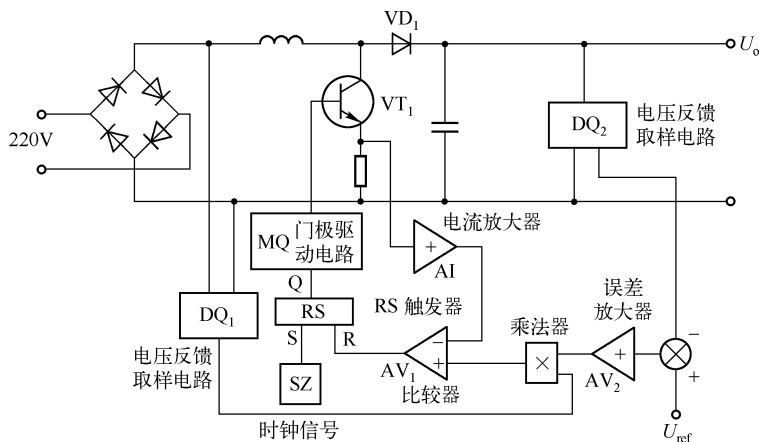 VD₁
Uₒ
VT₁
220V
DQ₂
电压反馈
取样电路
MQ
门极驱
动电路
电流放大器
+
AI
Q
RS 触发器
误差
放大器
DQ₁
RS
乘法器
S
R
−
+
×
+
−
+
电压反馈
取样电路
SZ
AV₁
比较器
AV₂
时钟信号
U_ref